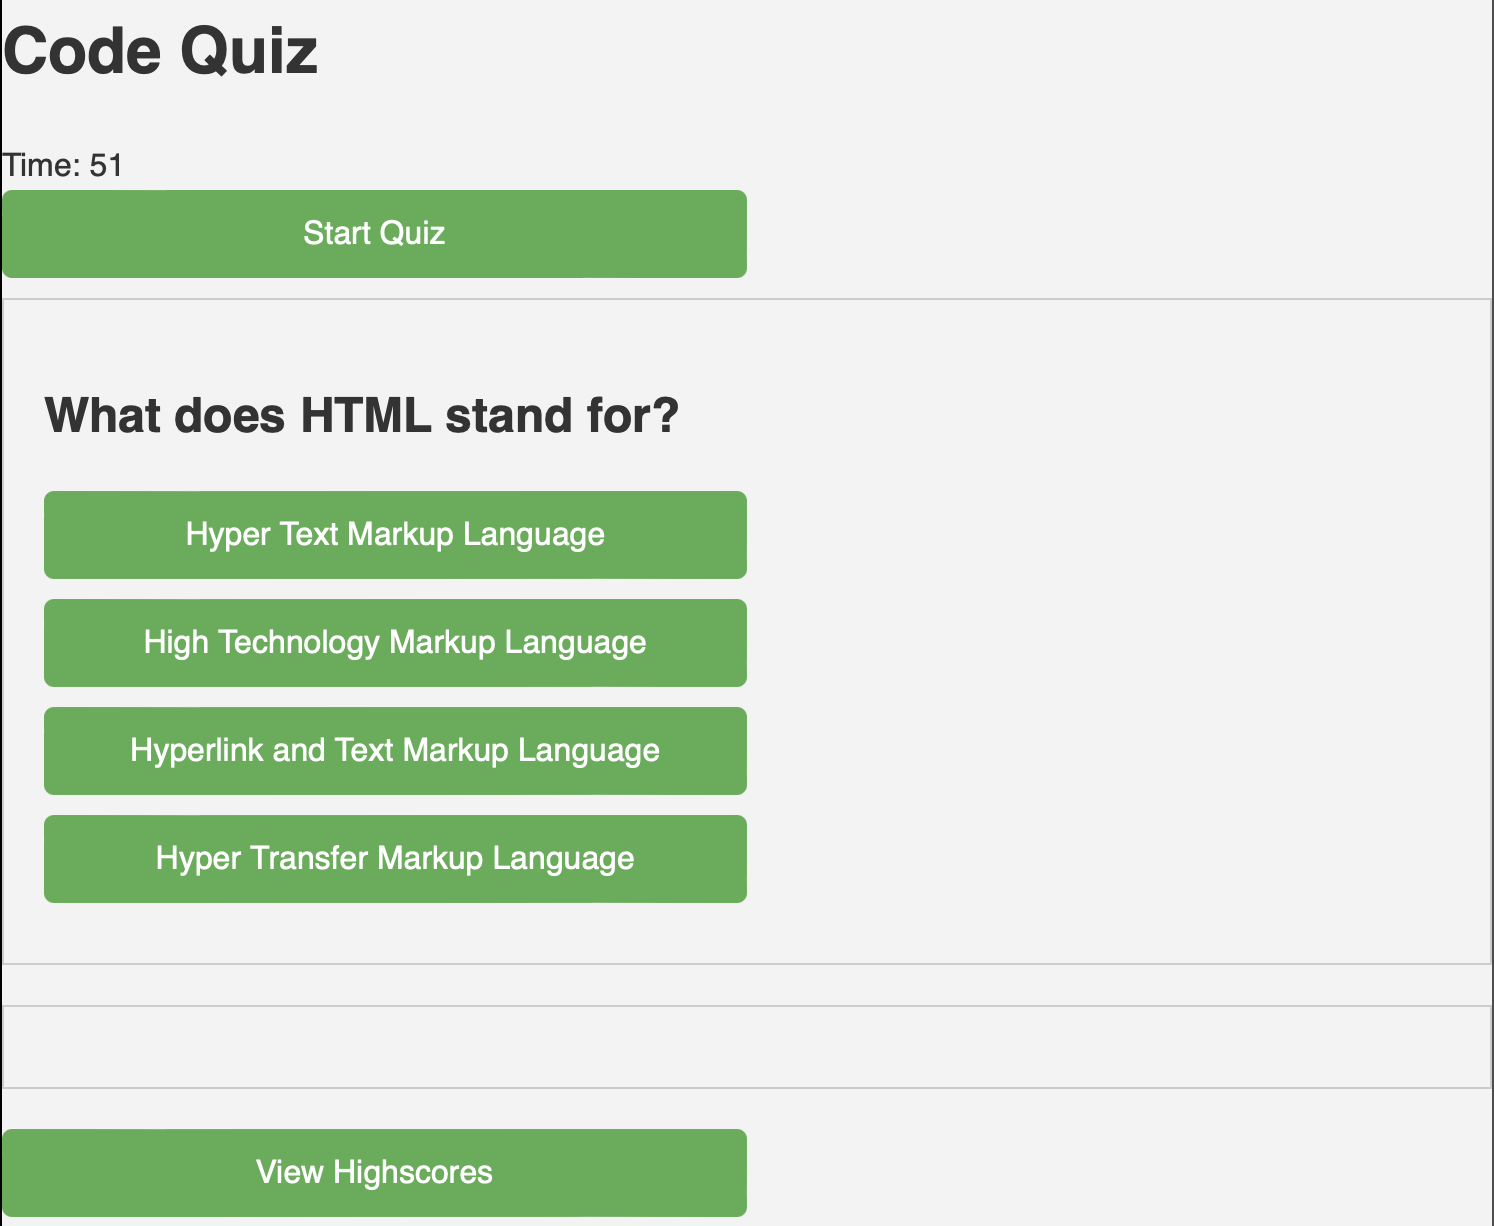 Code Quiz
Time: 51
Start Quiz
What does HTML stand for?
Hyper Text Markup Language
High Technology Markup Language
Hyperlink and Text Markup Language
Hyper Transfer Markup Language
View Highscores